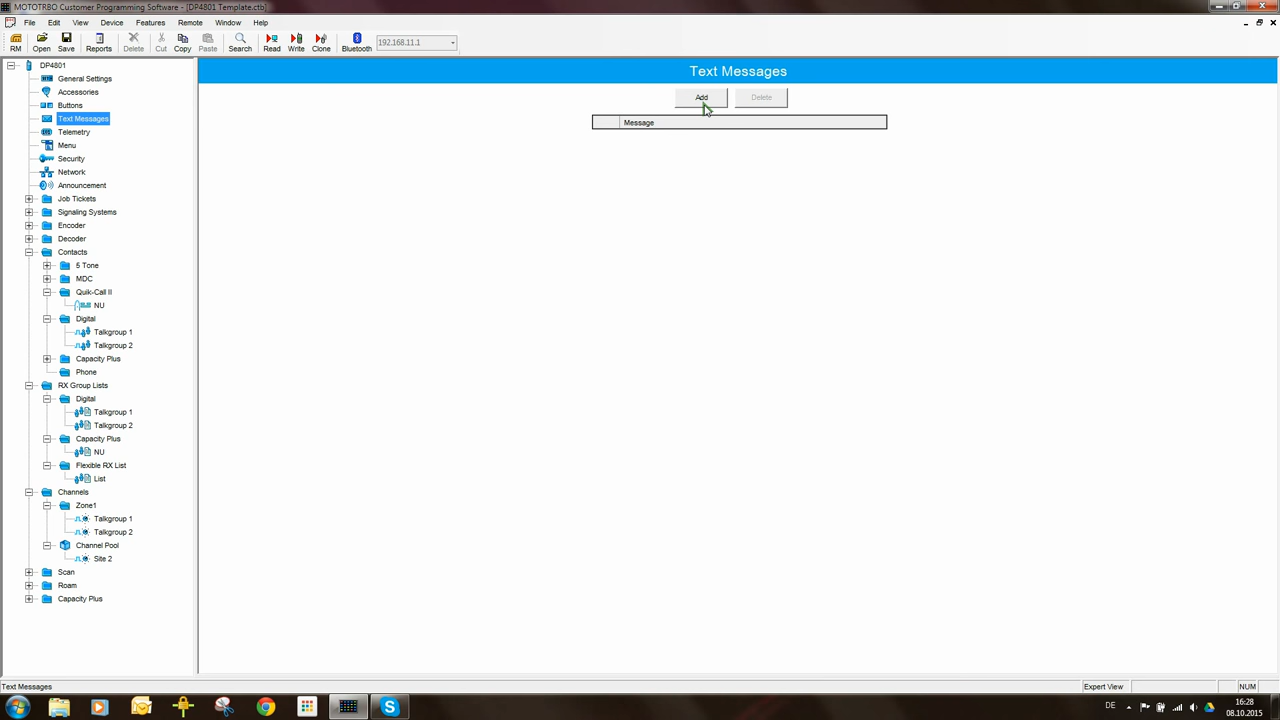 MOTOTRBO Customer Programming Software - [DP4801 Template.ctb]
File Edit View Device Features Remote Window Help
RM Open Save Reports Delete Cut Copy Paste Search Read Write Clone Bluetooth 192.168.11.1
DP4801
General Settings
Accessories
Buttons
Text Messages
Telemetry
Menu
Security
Network
Announcement
Job Tickets
Signaling Systems
Encoder
Decoder
Contacts
5 Tone
MDC
Quik-Call II
NU
Digital
Talkgroup 1
Talkgroup 2
Capacity Plus
Phone
RX Group Lists
Digital
Talkgroup 1
Talkgroup 2
Capacity Plus
NU
Flexible RX List
List
Channels
Zone1
Talkgroup 1
Talkgroup 2
Channel Pool
Site 2
Scan
Roam
Capacity Plus
Text Messages
Add Delete
Message
Text Messages Expert View NUM
DE 16:28
08.10.2015